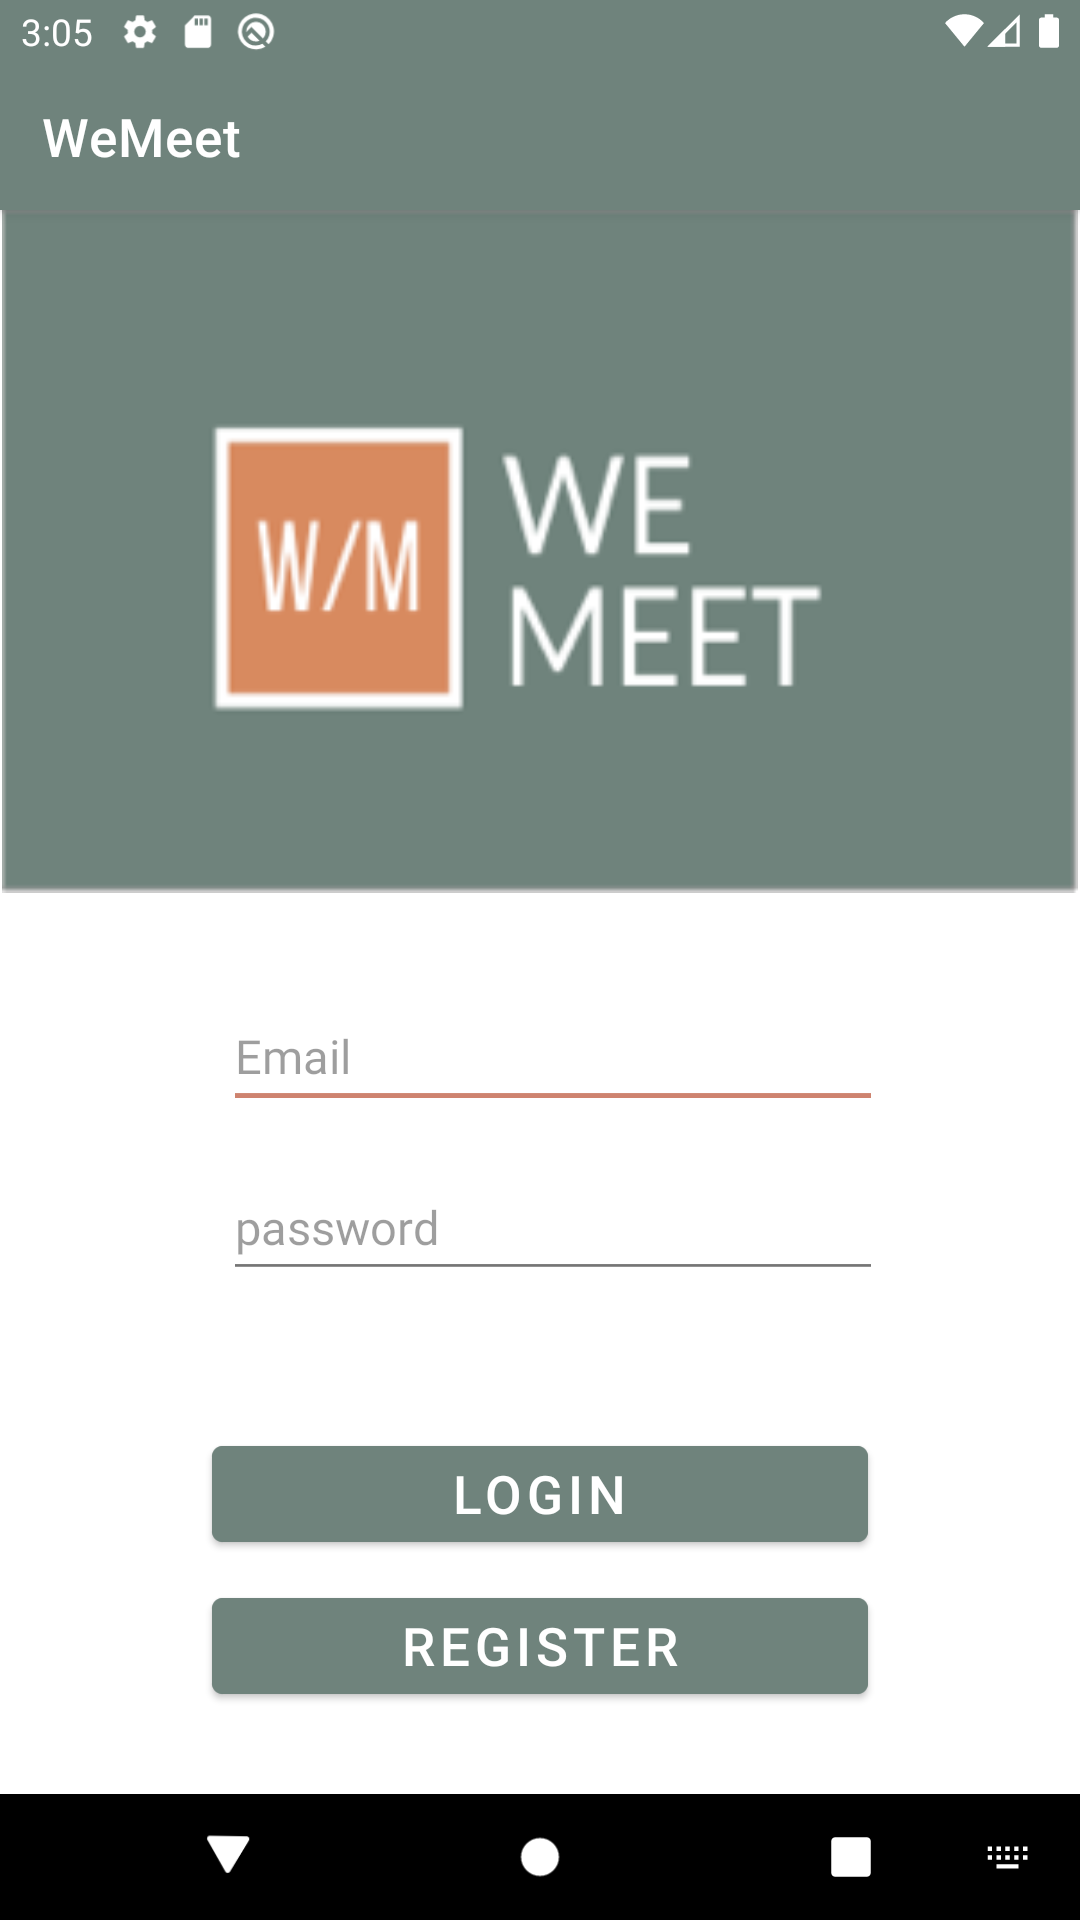 3:05
WeMeet
W/M
WE
MEET
Email
password
LOGIN
REGISTER